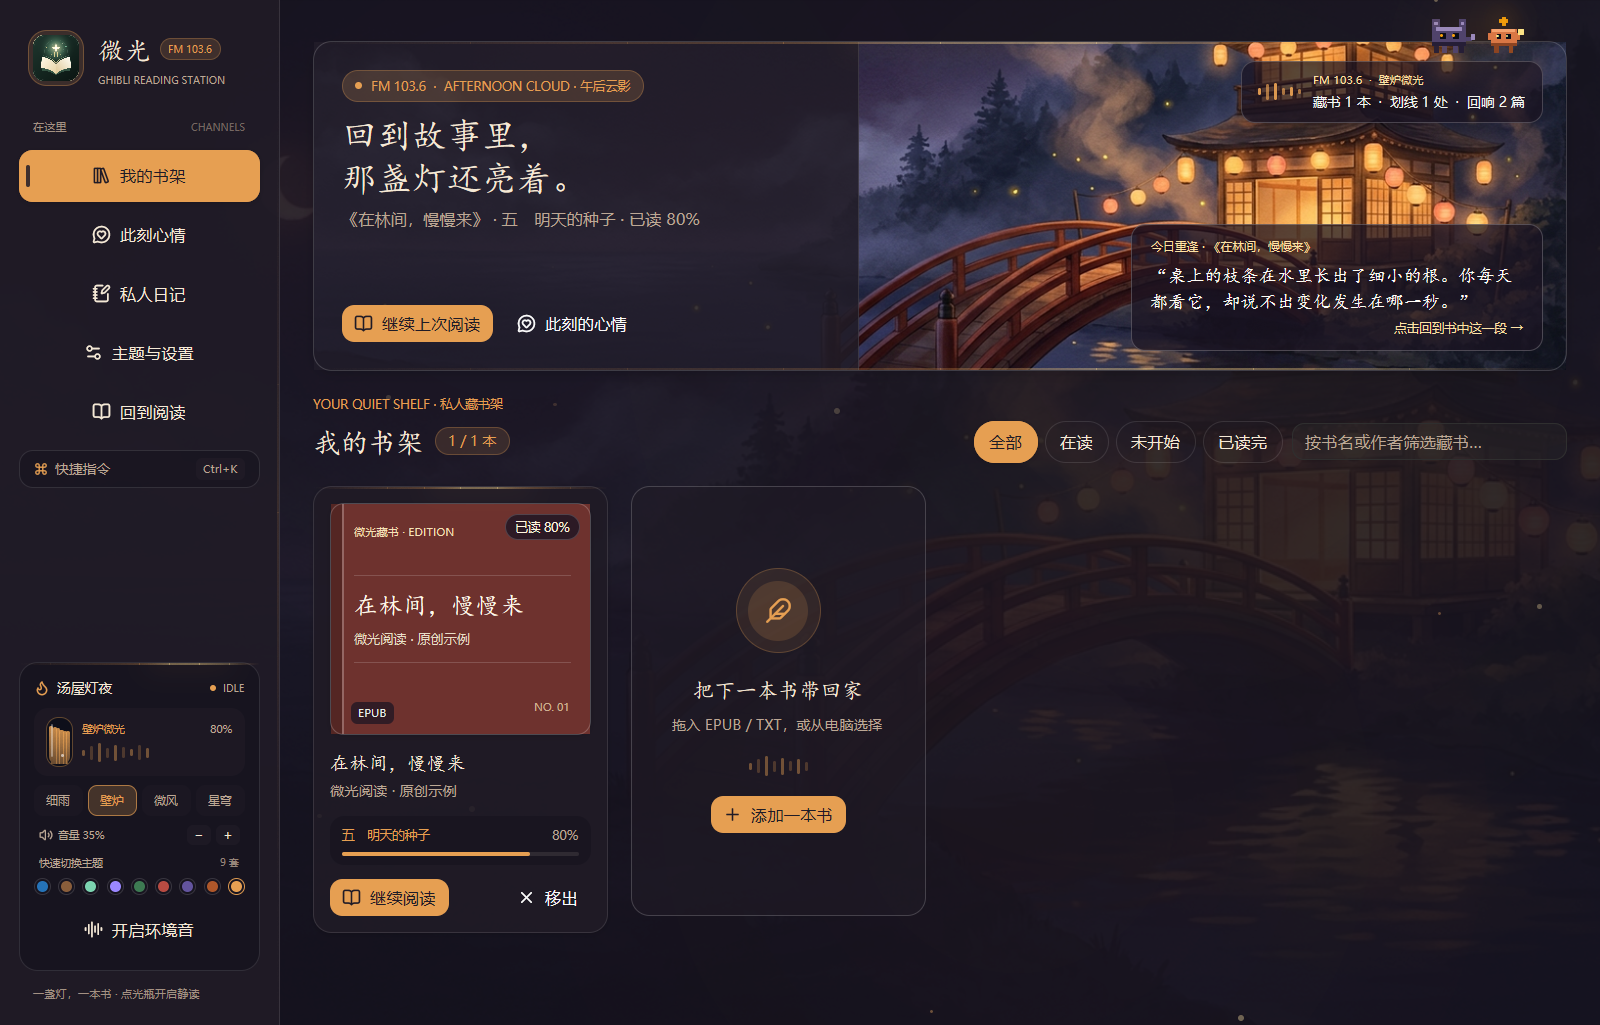 微光
FM 103.6
GHIBLI READING STATION
在这里
CHANNELS
我的书架
此刻心情
私人日记
主题与设置
回到阅读
快捷指令
Ctrl+K
汤屋灯夜
IDLE
壁炉微光
80%
细雨
壁炉
微风
星穹
音量 35%
−
+
快速切换主题
9 套
开启环境音
一盏灯，一本书 · 点光瓶开启静读
FM 103.6 · AFTERNOON CLOUD · 午后云影
回到故事里，
那盏灯还亮着。
《在林间，慢慢来》 · 五 明天的种子 · 已读 80%
继续上次阅读
此刻的心情
FM 103.6 · 壁炉微光
藏书 1 本 · 划线 1 处 · 回响 2 篇
今日重逢 · 《在林间，慢慢来》
“桌上的枝条在水里长出了细小的根。你每天
都看它，却说不出变化发生在哪一秒。”
点击回到书中这一段 →
YOUR QUIET SHELF · 私人藏书架
我的书架
1 / 1 本
全部
在读
未开始
已读完
按书名或作者筛选藏书...
微光藏书 · EDITION
已读 80%
在林间，慢慢来
微光阅读 · 原创示例
EPUB
NO. 01
在林间，慢慢来
微光阅读 · 原创示例
五 明天的种子
80%
继续阅读
移出
把下一本书带回家
拖入 EPUB / TXT，或从电脑选择
添加一本书